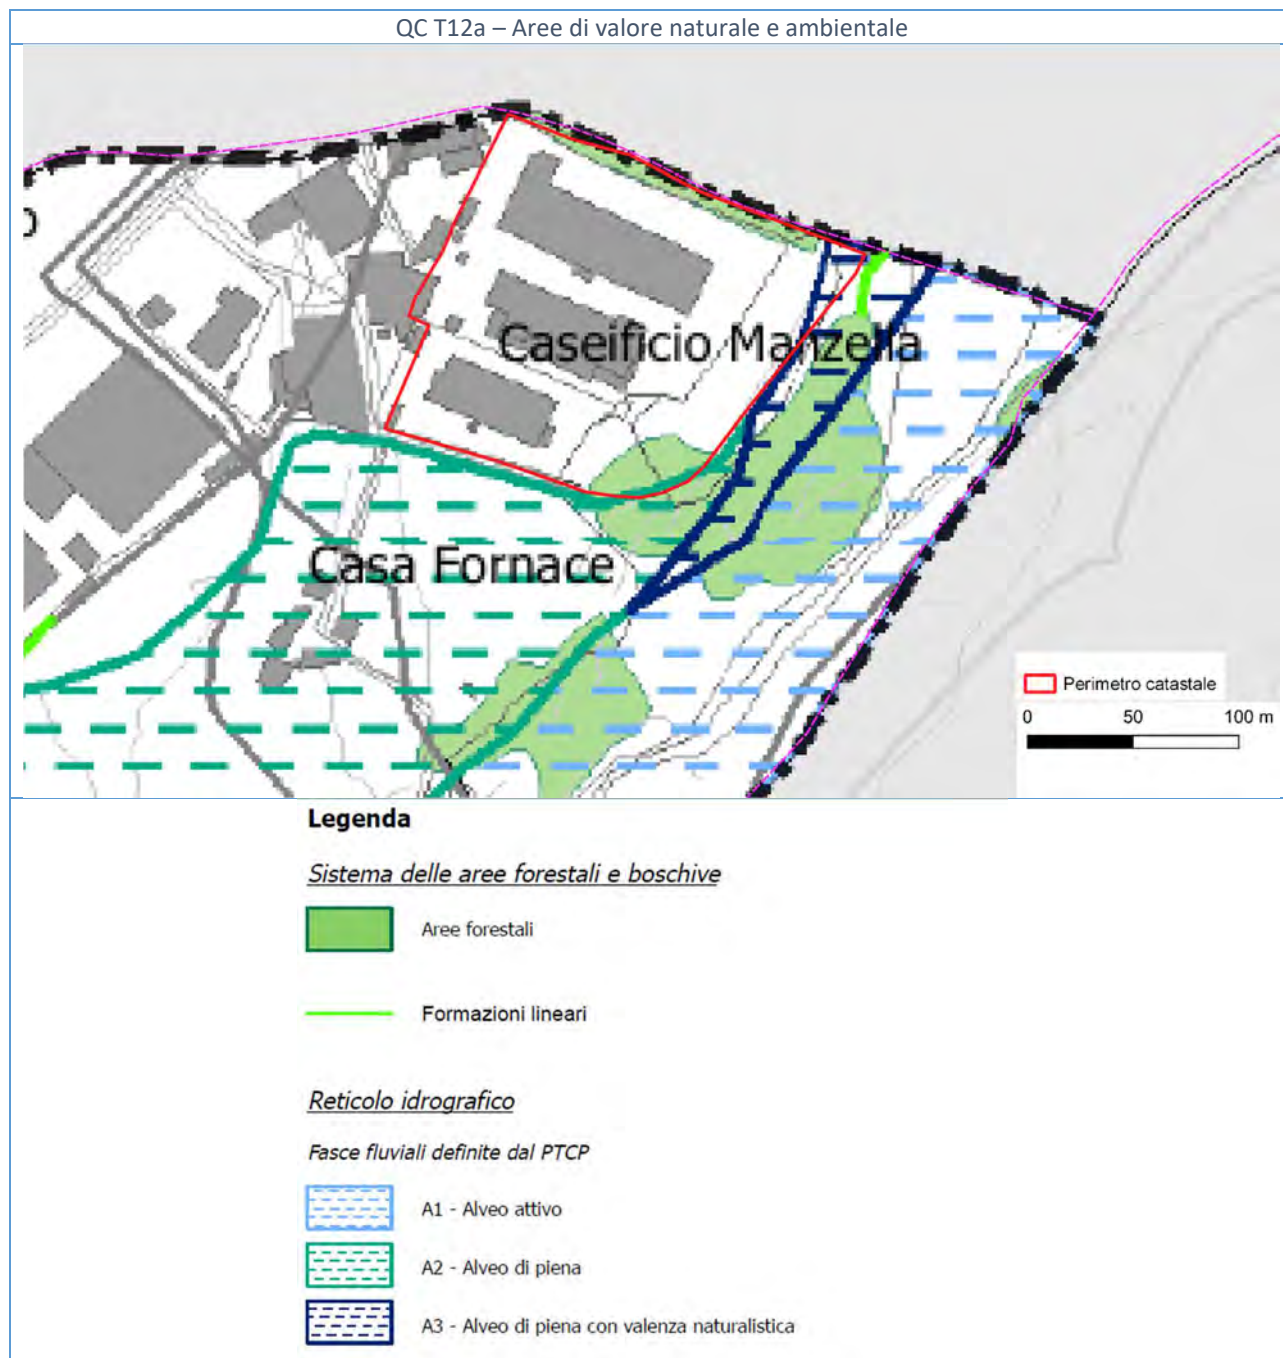 QC T12a – Aree di valore naturale e ambientale
Caseificio Manzella
Casa Fornace
Perimetro catastale
0 50 100 m
Legenda
Sistema delle aree forestali e boschive
Aree forestali
Formazioni lineari
Reticolo idrografico
Fasce fluviali definite dal PTCP
A1 - Alveo attivo
A2 - Alveo di piena
A3 - Alveo di piena con valenza naturalistica